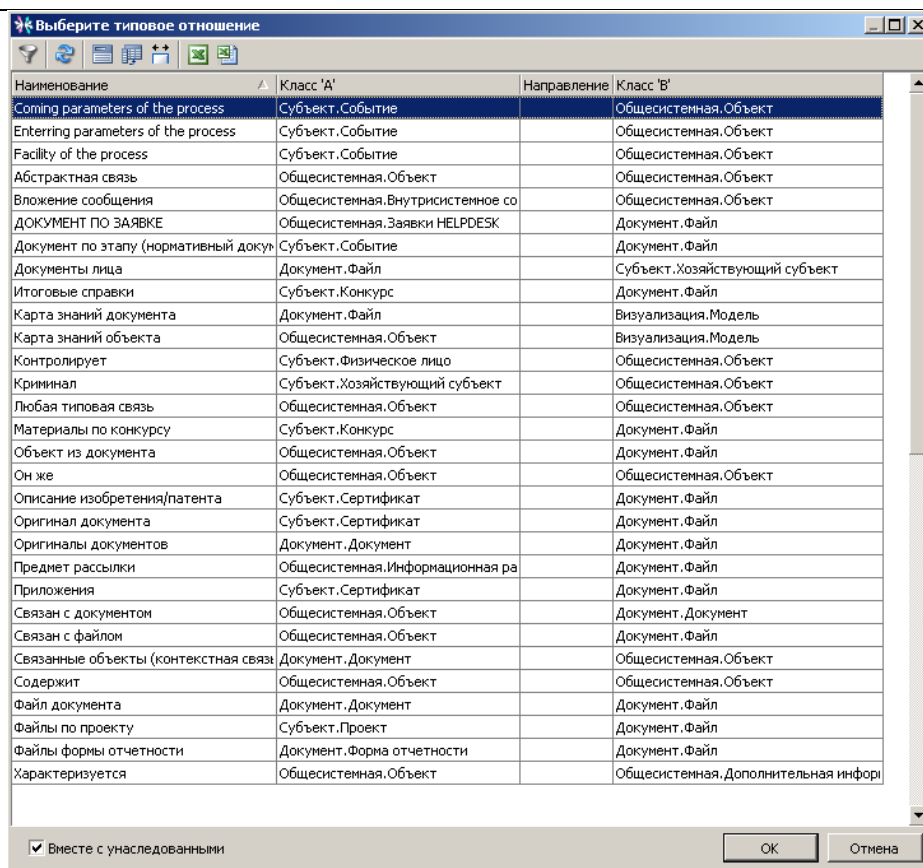 Выберите типовое отношение
Наименование Класс 'A' Направление Класс 'B'
Coming parameters of the process Субъект.Событие Общесистемная.Объект
Enterring parameters of the process Субъект.Событие Общесистемная.Объект
Facility of the process Субъект.Событие Общесистемная.Объект
Абстрактная связь Общесистемная.Объект Общесистемная.Объект
Вложение сообщения Общесистемная.Внутрисистемное со Общесистемная.Объект
ДОКУМЕНТ ПО ЗАЯВКЕ Общесистемная.Заявки HELPDESK Документ.Файл
Документ по этапу (нормативный докум Субъект.Событие Документ.Файл
Документы лица Документ.Файл Субъект.Хозяйствующий субъект
Итоговые справки Субъект.Конкурс Документ.Файл
Карта знаний документа Документ.Файл Визуализация.Модель
Карта знаний объекта Общесистемная.Объект Визуализация.Модель
Контролирует Субъект.Физическое лицо Общесистемная.Объект
Криминал Субъект.Хозяйствующий субъект Общесистемная.Объект
Любая типовая связь Общесистемная.Объект Общесистемная.Объект
Материалы по конкурсу Субъект.Конкурс Документ.Файл
Объект из документа Общесистемная.Объект Документ.Файл
Он же Общесистемная.Объект Общесистемная.Объект
Описание изобретения/патента Субъект.Сертификат Документ.Файл
Оригинал документа Субъект.Сертификат Документ.Файл
Оригиналы документов Документ.Документ Документ.Файл
Предмет рассылки Общесистемная.Информационная ра Документ.Файл
Приложения Субъект.Сертификат Документ.Файл
Связан с документом Общесистемная.Объект Документ.Документ
Связан с файлом Общесистемная.Объект Документ.Файл
Связанные объекты (контекстная связь Документ.Документ Общесистемная.Объект
Содержит Общесистемная.Объект Общесистемная.Объект
Файл документа Документ.Документ Документ.Файл
Файлы по проекту Субъект.Проект Документ.Файл
Файлы формы отчетности Документ.Форма отчетности Документ.Файл
Характеризуется Общесистемная.Объект Общесистемная.Дополнительная информ
Вместе с унаследованными ОК Отмена